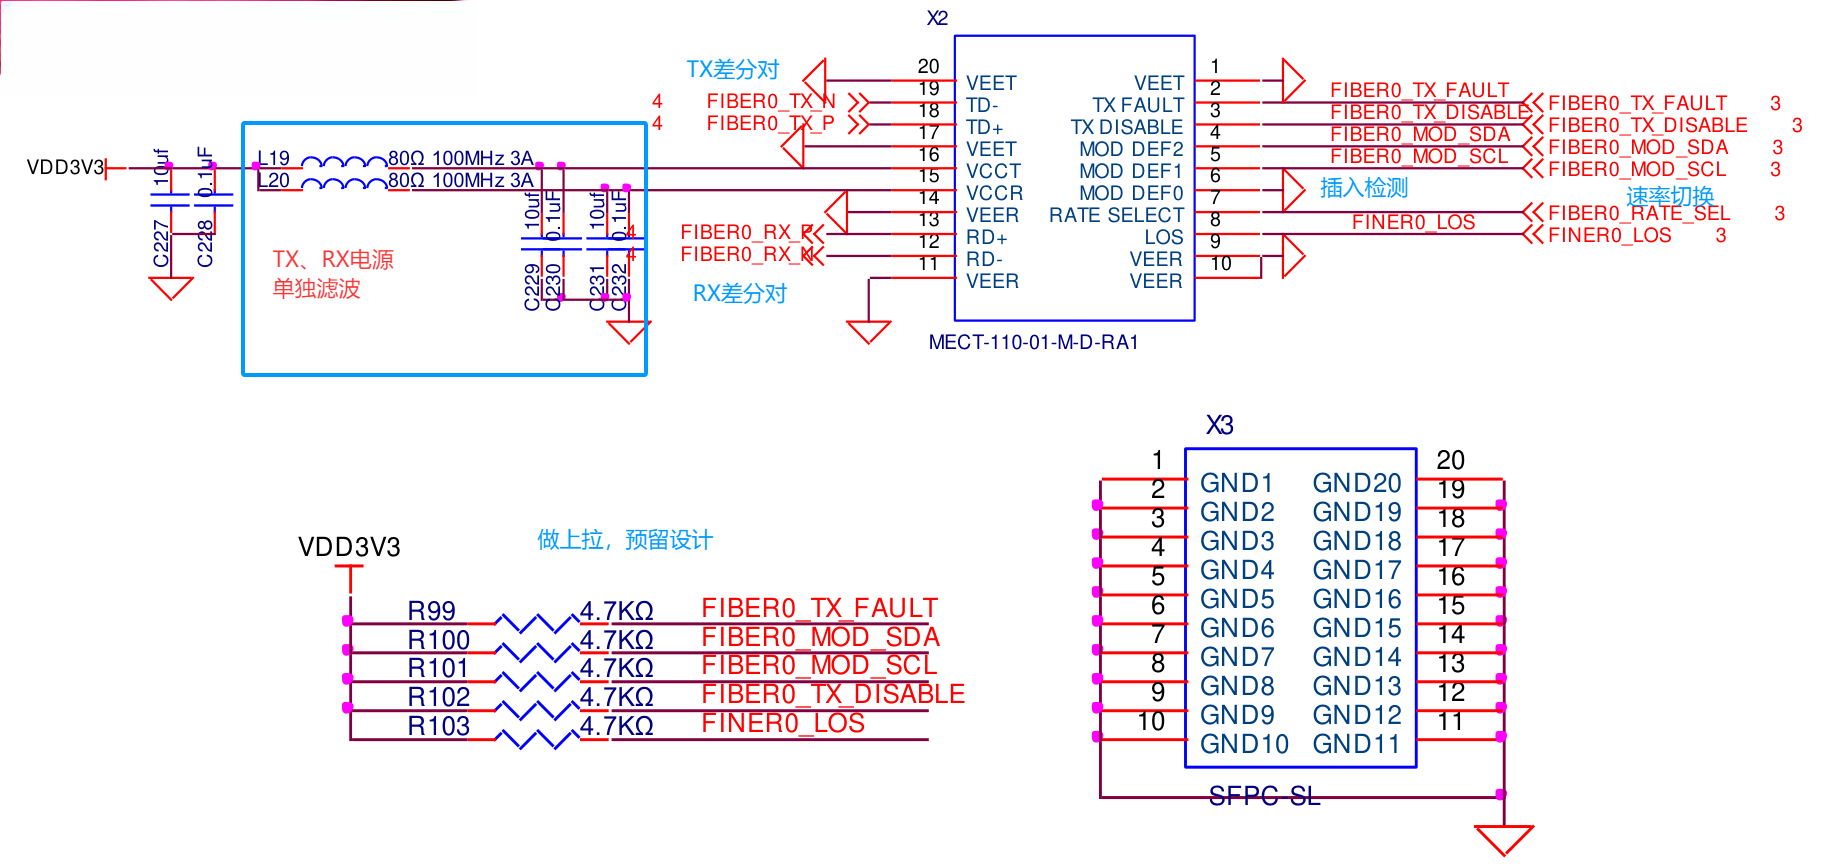 X2
TX差分对
4 FIBER0_TX_N
4 FIBER0_TX_P
20 VEET
19 TD-
18 TD+
17 VEET
16 VCCT
15 VCCR
14 VEER
13 RD+
12 RD-
11 VEER
VEET 1
TX FAULT 2
TX DISABLE 3
MOD DEF2 4
MOD DEF1 5
MOD DEF0 6
RATE SELECT 7
LOS 8
VEER 9
VEER 10
FIBER0_TX_FAULT
FIBER0_TX_DISABLE
FIBER0_MOD_SDA
FIBER0_MOD_SCL
插入检测
FINER0_LOS
FIBER0_TX_FAULT 3
FIBER0_TX_DISABLE 3
FIBER0_MOD_SDA 3
FIBER0_MOD_SCL 3
速率切换
FIBER0_RATE_SEL 3
FINER0_LOS 3
VDD3V3
10uf
C227
0.1uF
C228
L19 80Ω 100MHz 3A
L20 80Ω 100MHz 3A
TX、RX电源
单独滤波
10uf
C229
0.1uF
C230
10uf
C231
0.1uF
C232
4 FIBER0_RX_P
4 FIBER0_RX_N
RX差分对
MECT-110-01-M-D-RA1
VDD3V3
做上拉，预留设计
R99 4.7KΩ FIBER0_TX_FAULT
R100 4.7KΩ FIBER0_MOD_SDA
R101 4.7KΩ FIBER0_MOD_SCL
R102 4.7KΩ FIBER0_TX_DISABLE
R103 4.7KΩ FINER0_LOS
X3
1 GND1 GND20 20
2 GND2 GND19 19
3 GND3 GND18 18
4 GND4 GND17 17
5 GND5 GND16 16
6 GND6 GND15 15
7 GND7 GND14 14
8 GND8 GND13 13
9 GND9 GND12 12
10 GND10 GND11 11
SFPC-SL